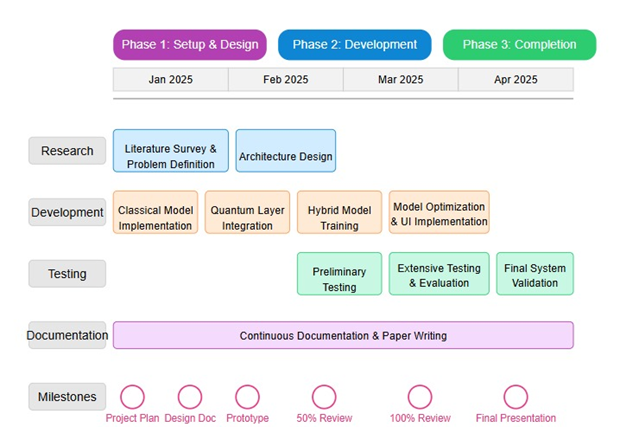 Phase 1: Setup & Design
Phase 2: Development
Phase 3: Completion
Jan 2025
Feb 2025
Mar 2025
Apr 2025
Research
Literature Survey &
Problem Definition
Architecture Design
Development
Classical Model
Implementation
Quantum Layer
Integration
Hybrid Model
Training
Model Optimization
& UI Implementation
Testing
Preliminary
Testing
Extensive Testing
& Evaluation
Final System
Validation
Documentation
Continuous Documentation & Paper Writing
Milestones
Project Plan
Design Doc
Prototype
50% Review
100% Review
Final Presentation